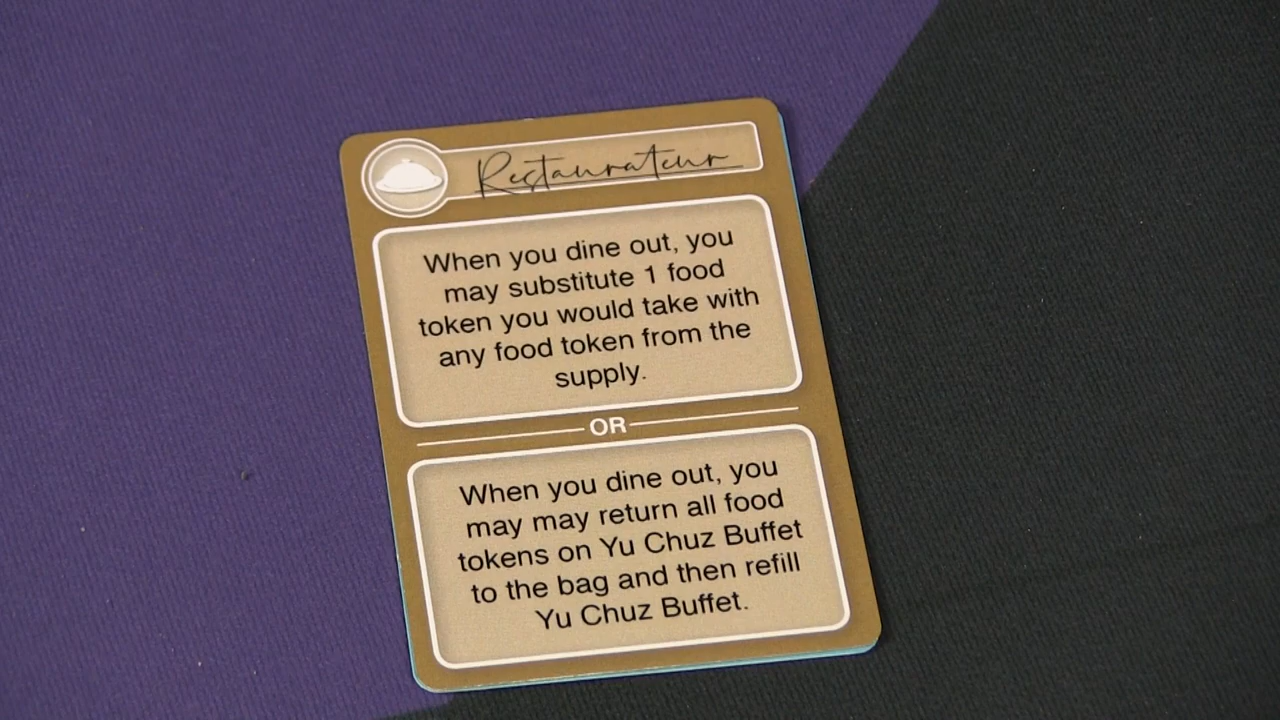 Restaurateur
When you dine out, you
may substitute 1 food
token you would take with
any food token from the
supply.
OR
When you dine out, you
may may return all food
tokens on Yu Chuz Buffet
to the bag and then refill
Yu Chuz Buffet.